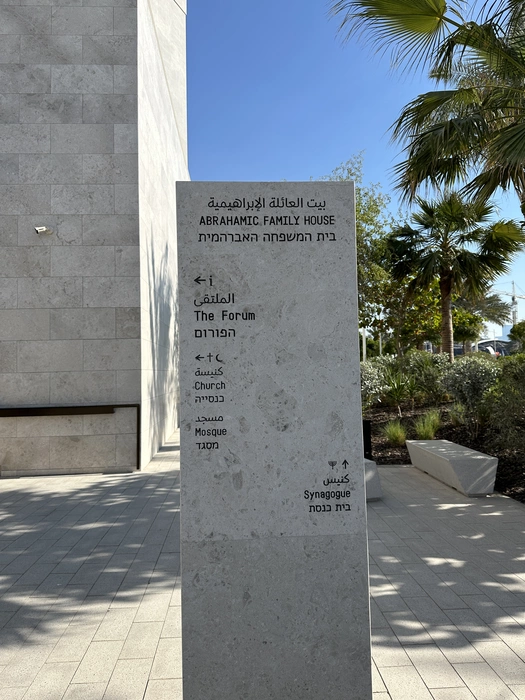 بيت العائلة الإبراهيمية
ABRAHAMIC FAMILY HOUSE
בית המשפחה האברהמית
← i
الملتقى
The Forum
הפורום
←
كنيسة
Church
כנסייה
مسجد
Mosque
מסגד
↑
كنيس
Synagogue
בית כנסת